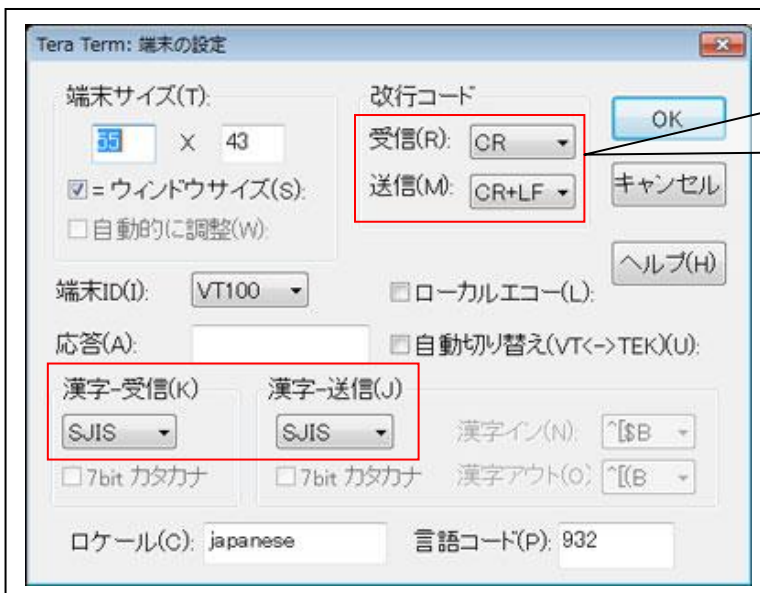 Tera Term: 端末の設定
端末サイズ(T):
55 X 43
☑=ウィンドウサイズ(S):
□自動的に調整(W):
改行コード
受信(R): CR
送信(M): CR+LF
OK
キャンセル
ヘルプ(H)
端末ID(I): VT100
□ローカルエコー(L):
応答(A):
□自動切り替え(VT<->TEK)(U):
漢字-受信(K)
SJIS
□7bit カタカナ
漢字-送信(J)
SJIS
□7bit カタカナ
漢字イン(N): ^[$B
漢字アウト(O) ^[(B
ロケール(C): japanese
言語コード(P): 932